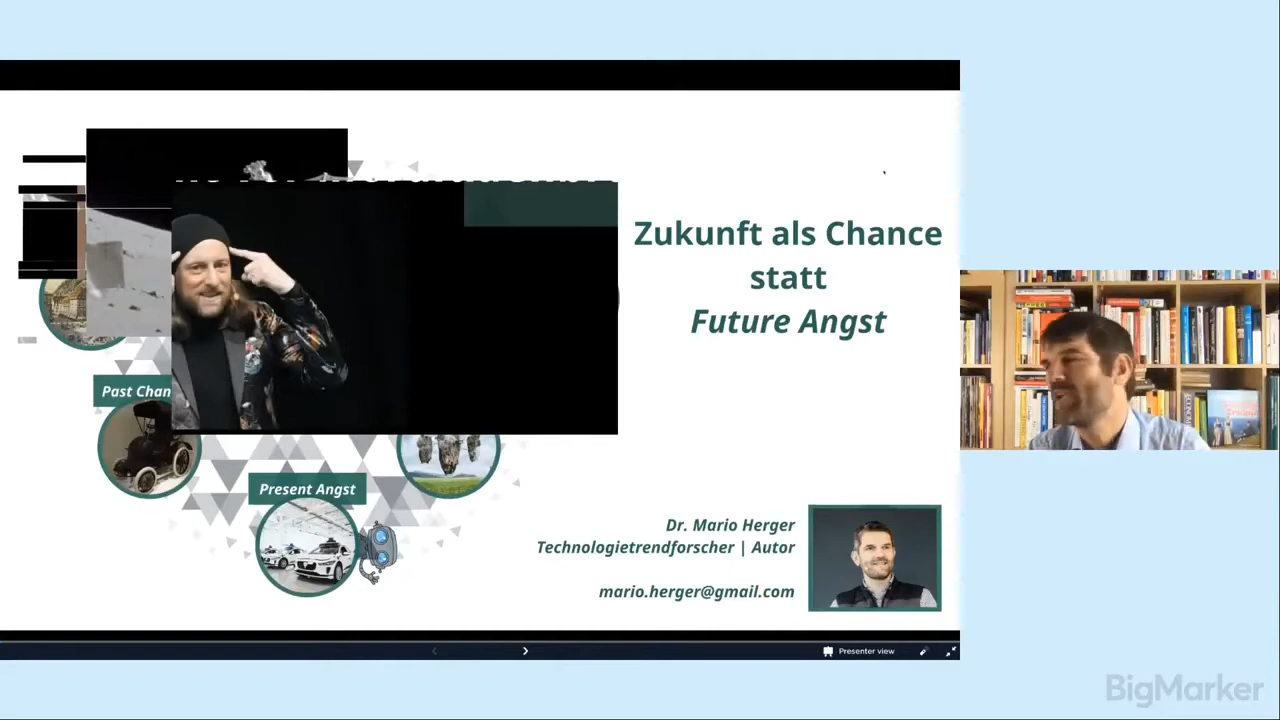 Zukunft als Chance
statt
Future Angst
Past Chan
Present Angst
Dr. Mario Herger
Technologietrendforscher | Autor
mario.herger@gmail.com
Presenter view
BigMarker